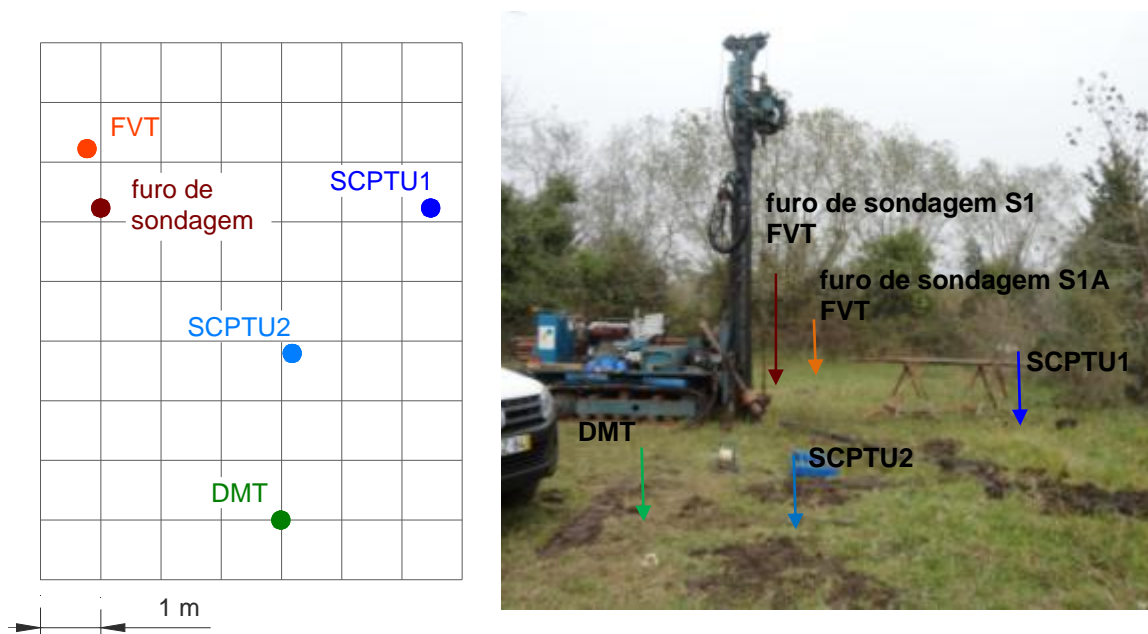 FVT
furo de
sondagem
SCPTU1
SCPTU2
DMT
1 m
furo de sondagem S1
FVT
furo de sondagem S1A
FVT
SCPTU1
DMT
SCPTU2